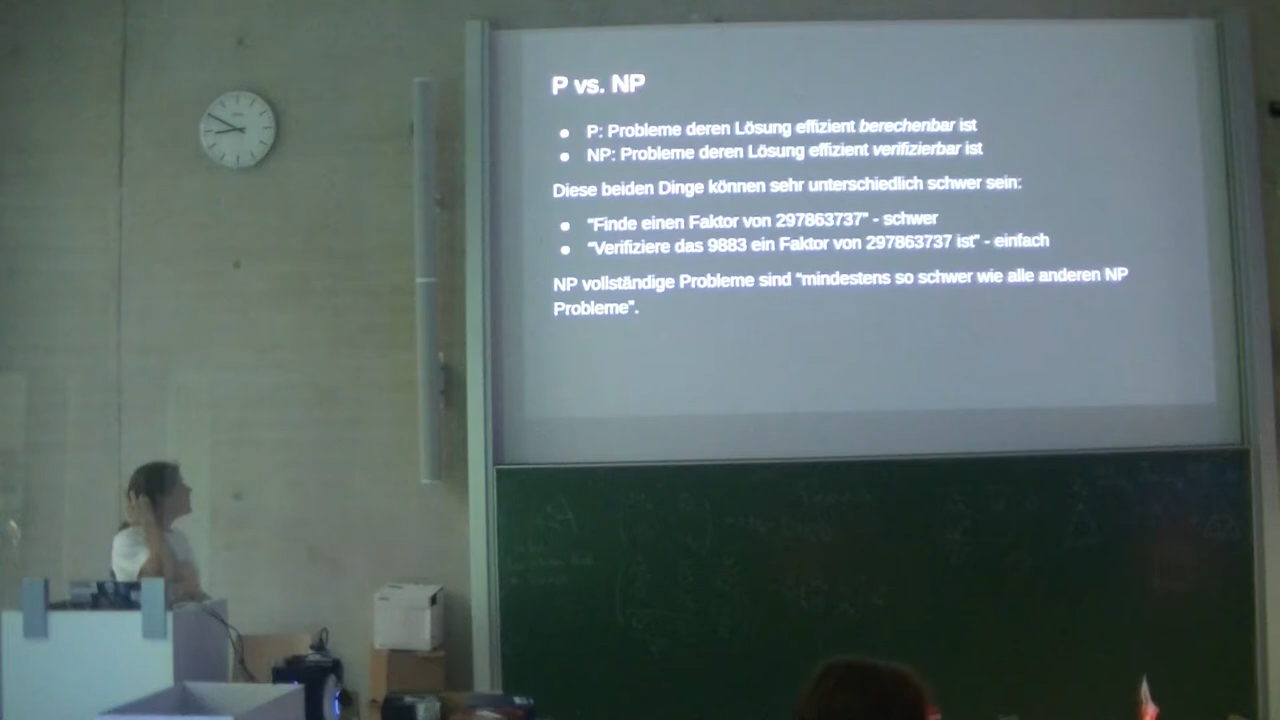 P vs. NP
● P: Probleme deren Lösung effizient berechenbar ist
● NP: Probleme deren Lösung effizient verifizierbar ist
Diese beiden Dinge können sehr unterschiedlich schwer sein:
● "Finde einen Faktor von 297863737" - schwer
● "Verifiziere das 9883 ein Faktor von 297863737 ist" - einfach
NP vollständige Probleme sind "mindestens so schwer wie alle anderen NP
Probleme".